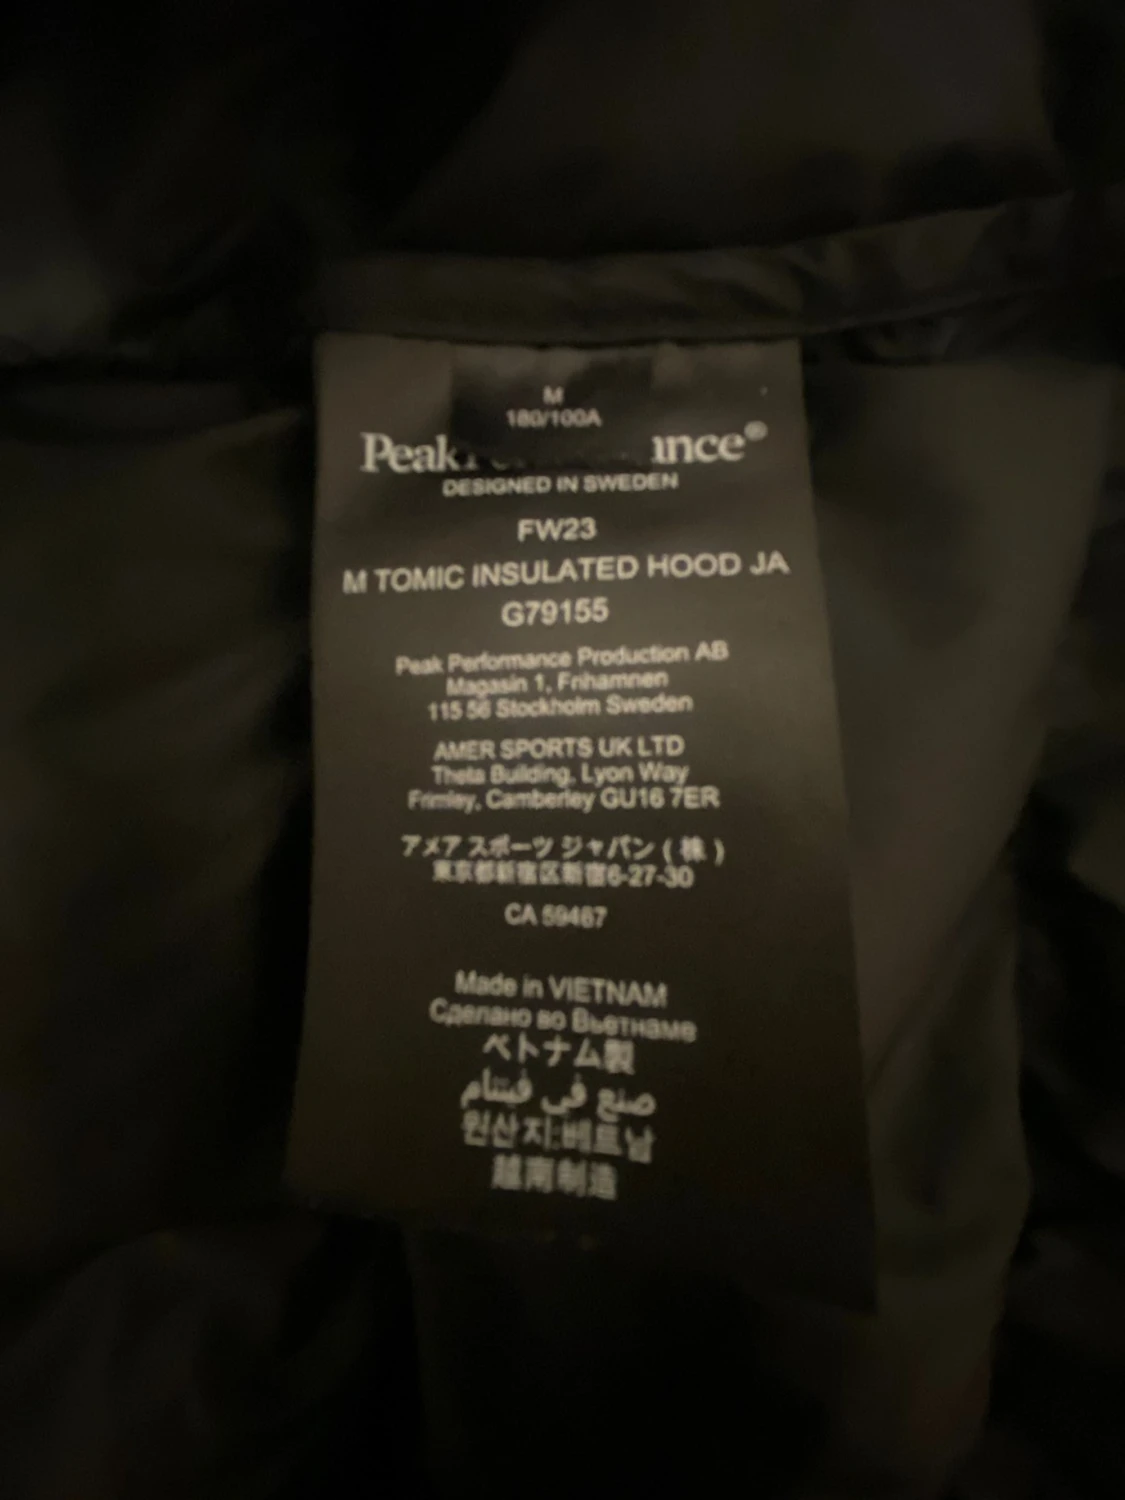 M
180/100A
Peak Performance®
DESIGNED IN SWEDEN
FW23
M TOMIC INSULATED HOOD JA
G79155
Peak Performance Production AB
Magasin 1, Frihamnen
115 56 Stockholm Sweden
AMER SPORTS UK LTD
Theta Building, Lyon Way
Frimley, Camberley GU16 7ER
アメア スポーツ ジャパン ( 株 )
東京都新宿区新宿6-27-30
CA 59487
Made in VIETNAM
Сделано во Вьетнаме
ベトナム製
صنع في فيتنام
원산지:베트남
越南制造